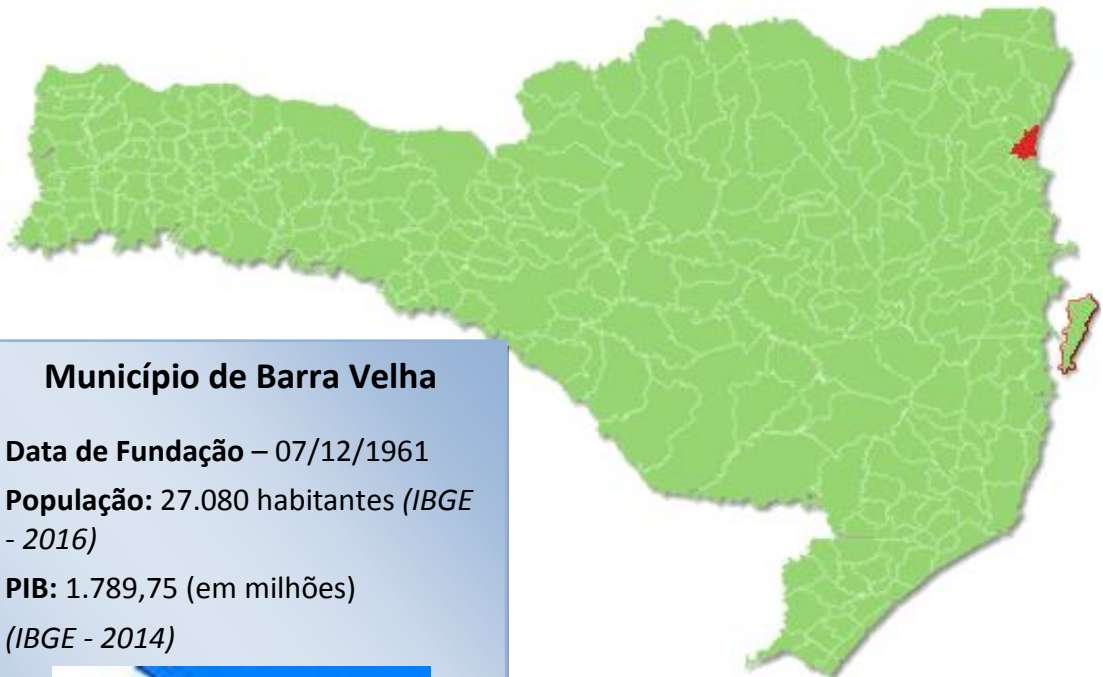 Município de Barra Velha
Data de Fundação – 07/12/1961
População: 27.080 habitantes (IBGE
- 2016)
PIB: 1.789,75 (em milhões)
(IBGE - 2014)